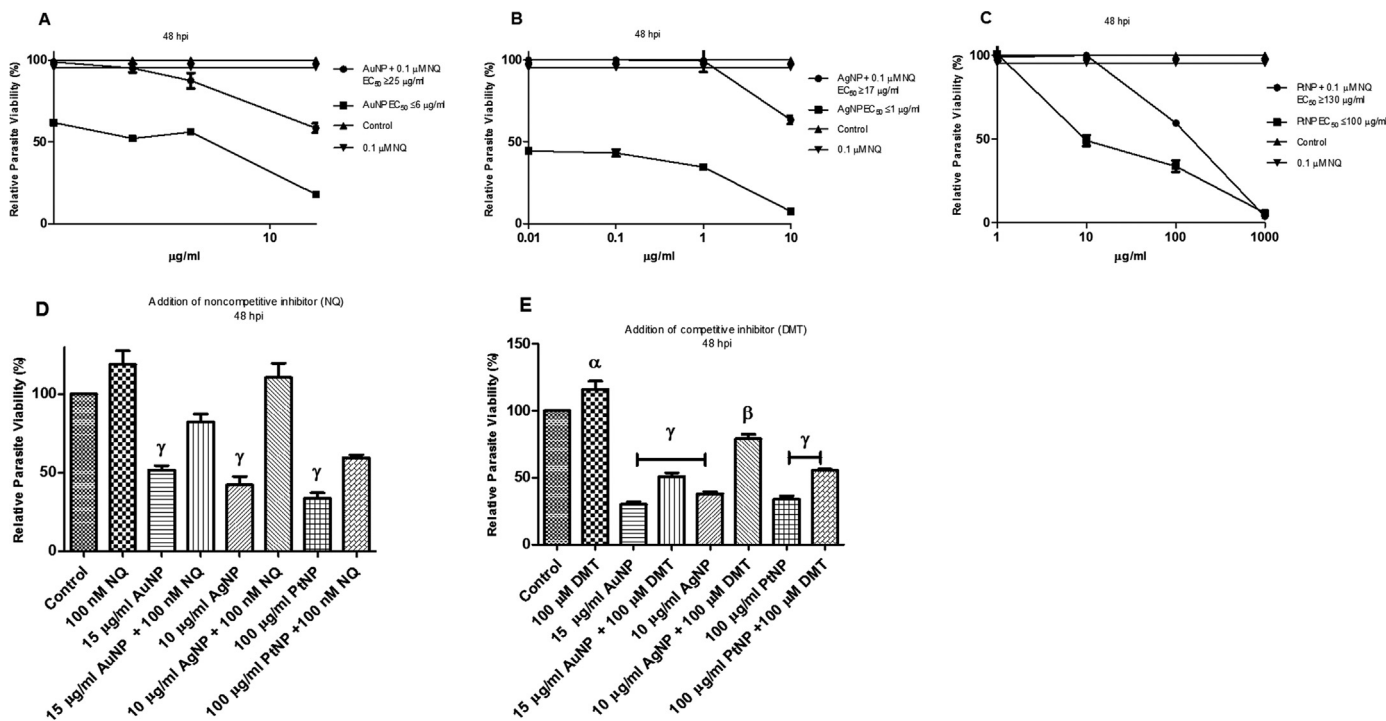 A
48 hpi
Relative Parasite Viability (%)
100
50
0
10
µg/ml
AuNP + 0.1 µM NQ
EC50 ≥25 µg/ml
AuNP EC50 ≤6 µg/ml
Control
0.1 µM NQ
B
48 hpi
Relative Parasite Viability (%)
100
50
0
0.01 0.1 1 10
µg/ml
AgNP + 0.1 µM NQ
EC50 ≥17 µg/ml
AgNP EC50 ≤1 µg/ml
Control
0.1 µM NQ
C
48 hpi
Relative Parasite Viability (%)
100
50
0
1 10 100 1000
µg/ml
PtNP + 0.1 µM NQ
EC50 ≥130 µg/ml
PtNP EC50 ≤100 µg/ml
Control
0.1 µM NQ
D
Addition of noncompetitive inhibitor (NQ)
48 hpi
Relative Parasite Viability (%)
100
50
0
γ γ γ
Control
100 nM NQ
15 µg/ml AuNP
15 µg/ml AuNP + 100 nM NQ
10 µg/ml AgNP
10 µg/ml AgNP + 100 nM NQ
100 µg/ml PtNP
100 µg/ml PtNP +100 nM NQ
E
Addition of competitive inhibitor (DMT)
48 hpi
Relative Parasite Viability (%)
150
100
50
0
α γ β γ
Control
100 µM DMT
15 µg/ml AuNP
15 µg/ml AuNP + 100 µM DMT
10 µg/ml AgNP
10 µg/ml AgNP + 100 µM DMT
100 µg/ml PtNP
100 µg/ml PtNP +100 µM DMT